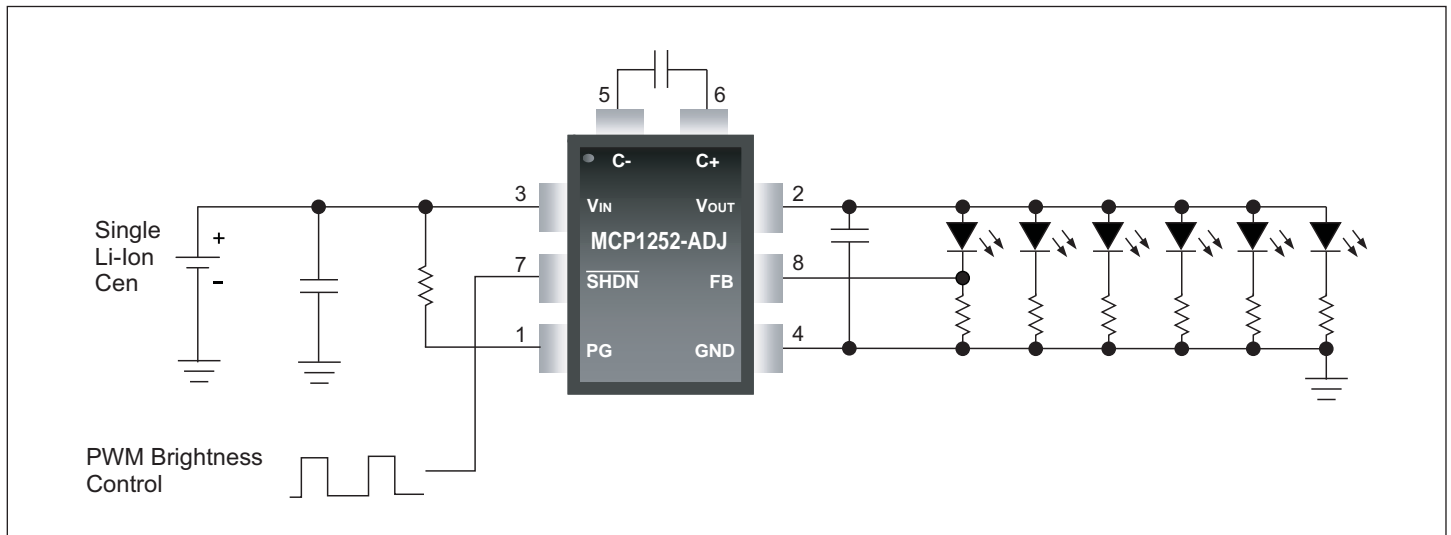 5 6
C- C+
3 2
VIN VOUT
MCP1252-ADJ
Single
Li-Ion
Cen
+
–
7 8
SHDN FB
1 4
PG GND
PWM Brightness
Control